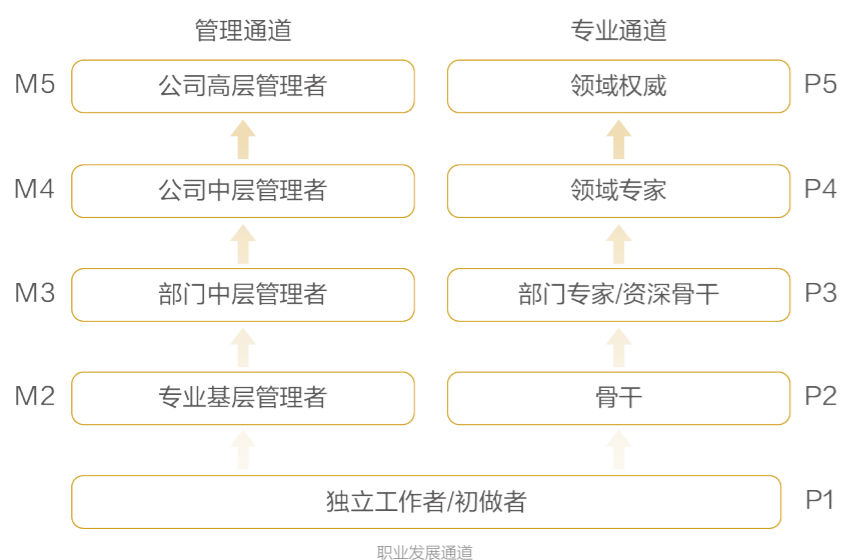 管理通道 专业通道
M5 公司高层管理者 领域权威 P5
M4 公司中层管理者 领域专家 P4
M3 部门中层管理者 部门专家/资深骨干 P3
M2 专业基层管理者 骨干 P2
独立工作者/初做者 P1
职业发展通道